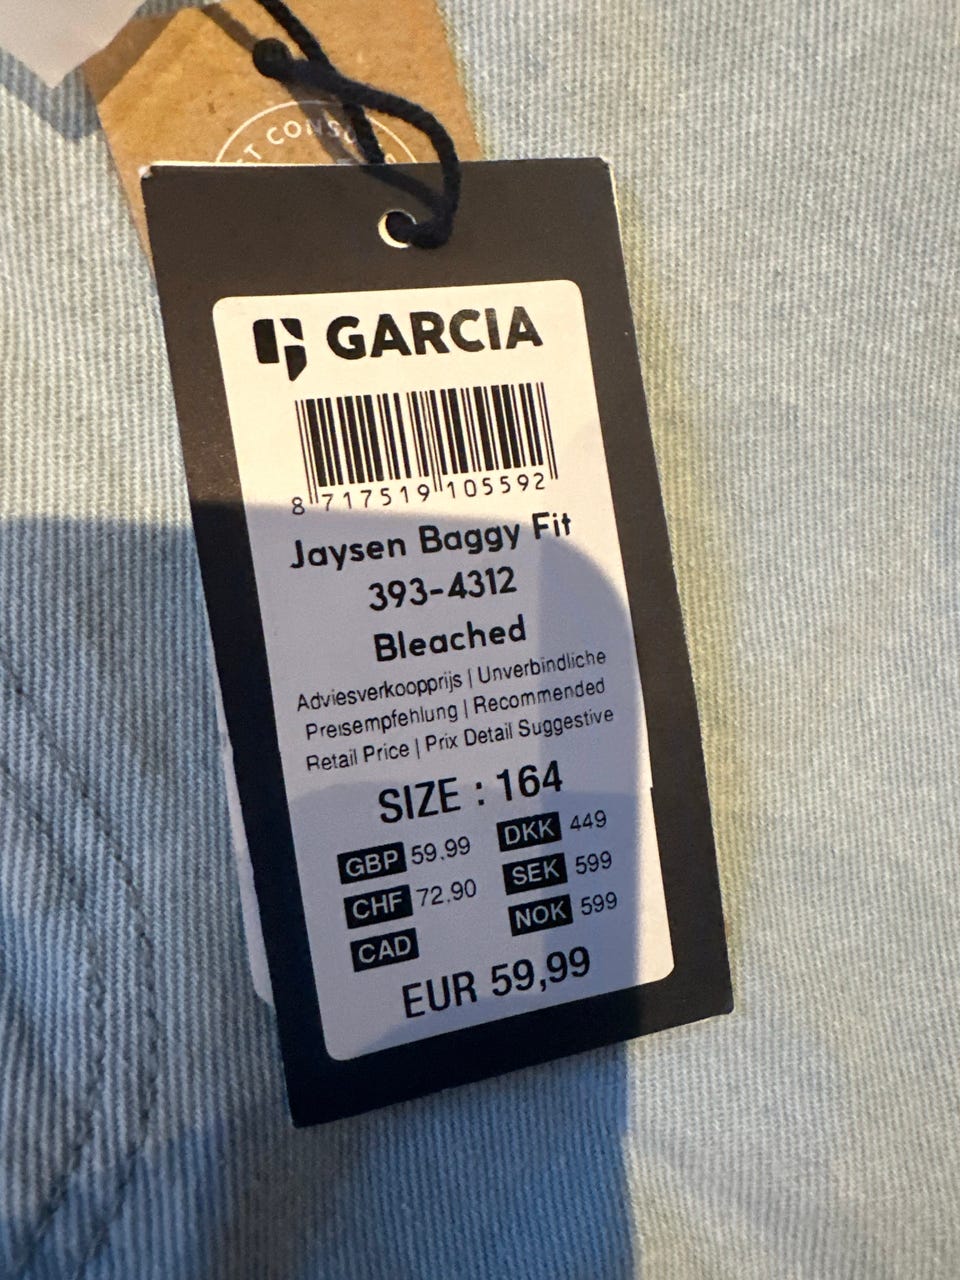 GARCIA
8 717519 105592
Jaysen Baggy Fit
393-4312
Bleached
Adviesverkoopprijs | Unverbindliche
Preisempfehlung | Recommended
Retail Price | Prix Detail Suggestive
SIZE : 164
GBP 59.99 DKK 449
CHF 72.90 SEK 599
CAD NOK 599
EUR 59,99